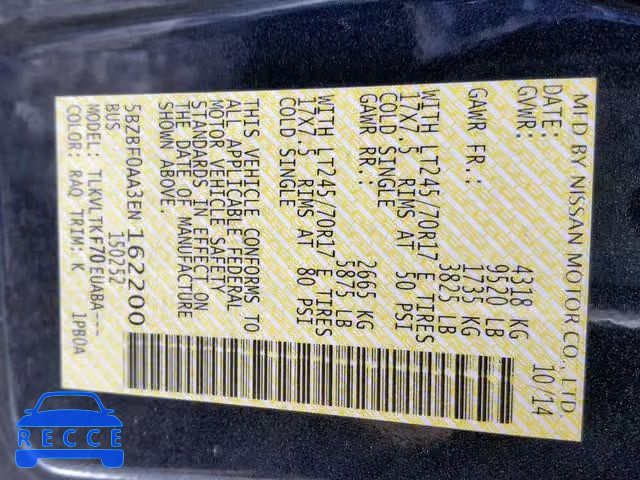 MFD BY NISSAN MOTOR CO., LTD.
DATE: 10/14
GVWR: 4318 KG
9520 LB
GAWR FR.: 1735 KG
3825 LB
WITH LT245/70R17 E TIRES
17X7.5 RIMS AT 50 PSI
COLD SINGLE
GAWR RR.: 2665 KG
5875 LB
WITH LT245/70R17 E TIRES
17X7.5 RIMS AT 80 PSI
COLD SINGLE
THIS VEHICLE CONFORMS TO
ALL APPLICABLE FEDERAL
MOTOR VEHICLE SAFETY
STANDARDS IN EFFECT ON
THE DATE OF MANUFACTURE
SHOWN ABOVE.
5BZBF0AA3EN 162200
BUS 150252
MODEL: TLKVLTKF70EUABA---
COLOR: RAQ TRIM: K 1PB0A
RECCE